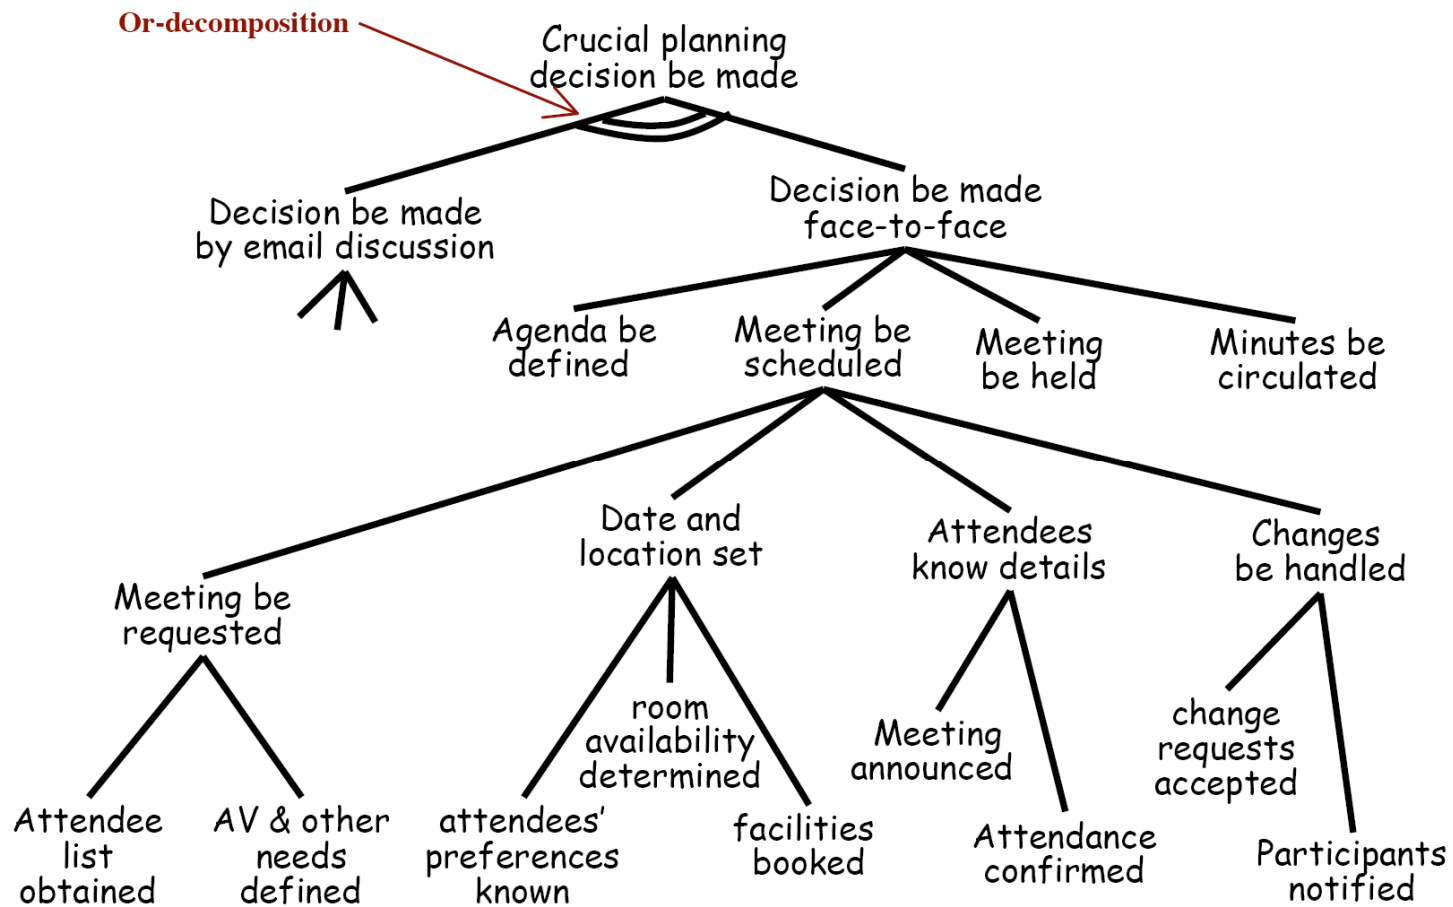 Or-decomposition
Crucial planning
decision be made
Decision be made
by email discussion
Decision be made
face-to-face
Agenda be
defined
Meeting be
scheduled
Meeting
be held
Minutes be
circulated
Meeting be
requested
Date and
location set
Attendees
know details
Changes
be handled
Attendee
list
obtained
AV & other
needs
defined
attendees'
preferences
known
room
availability
determined
facilities
booked
Meeting
announced
Attendance
confirmed
change
requests
accepted
Participants
notified